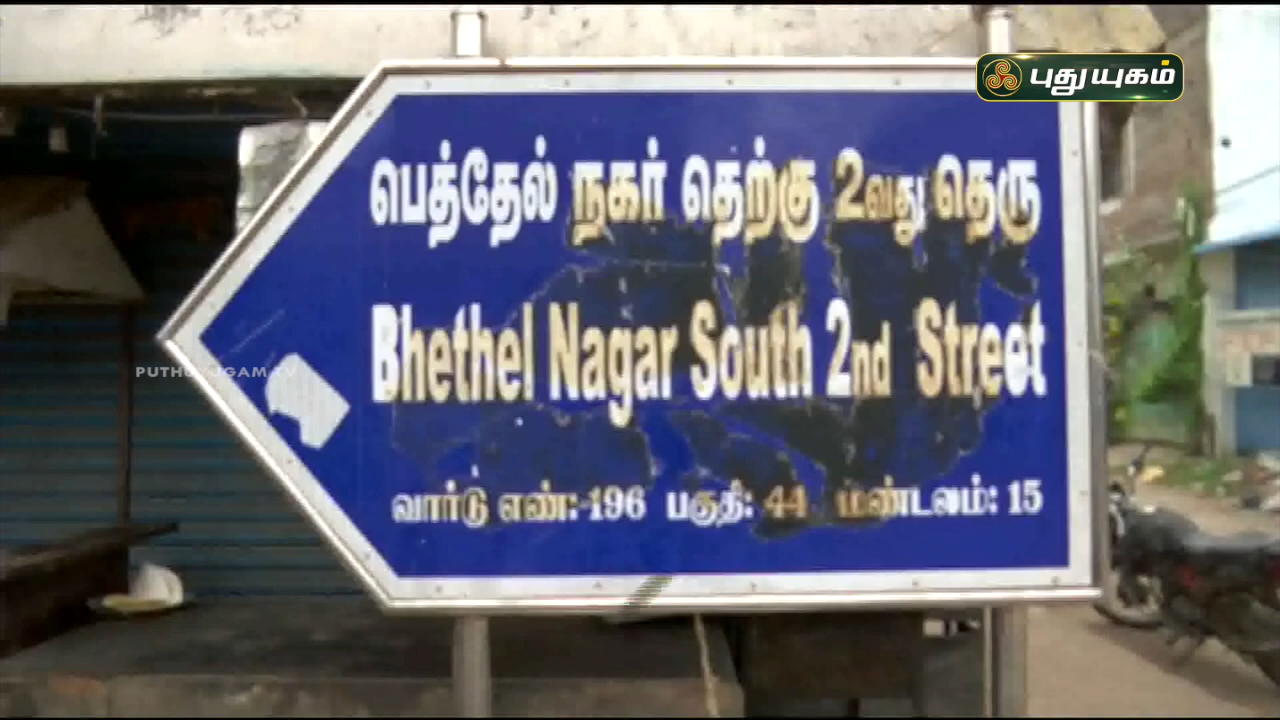 புதுயுகம்
பெத்தேல் நகர் தெற்கு 2வது தெரு
Bhethel Nagar South 2nd Street
PUTHUYUGAM TV
வார்டு எண்: 196 பகுதி: 44 மண்டலம்: 15